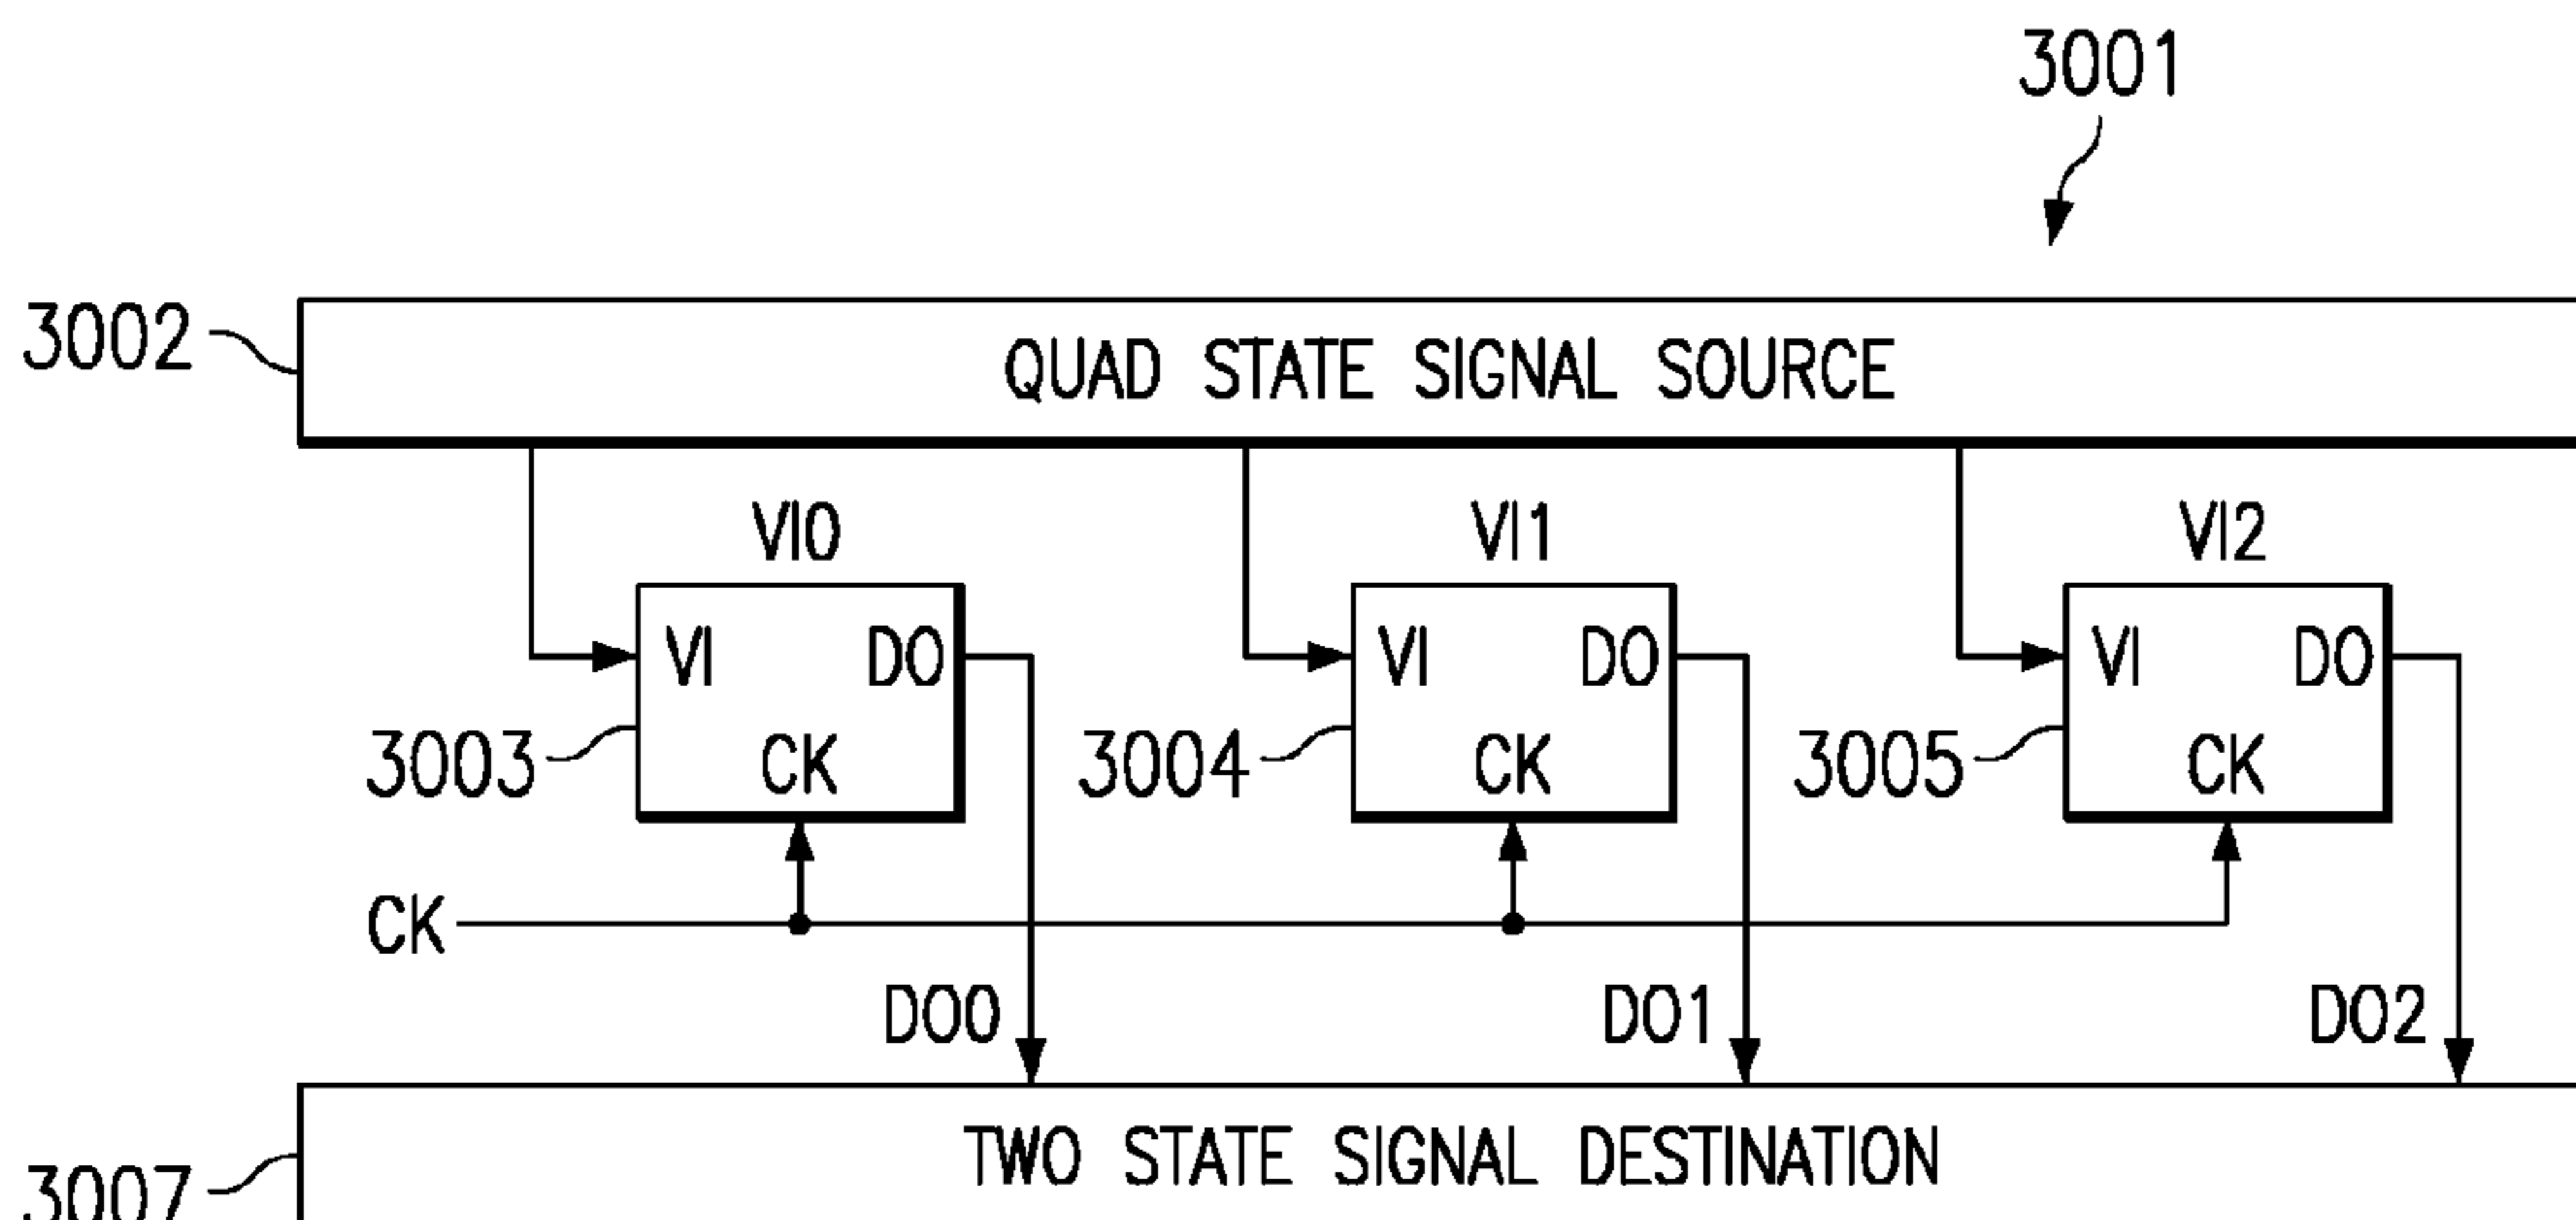 3001
3002
QUAD STATE SIGNAL SOURCE
VI0 VI1 VI2
VI DO VI DO VI DO
3003 CK 3004 CK 3005 CK
CK
DO0 DO1 DO2
TWO STATE SIGNAL DESTINATION
3007